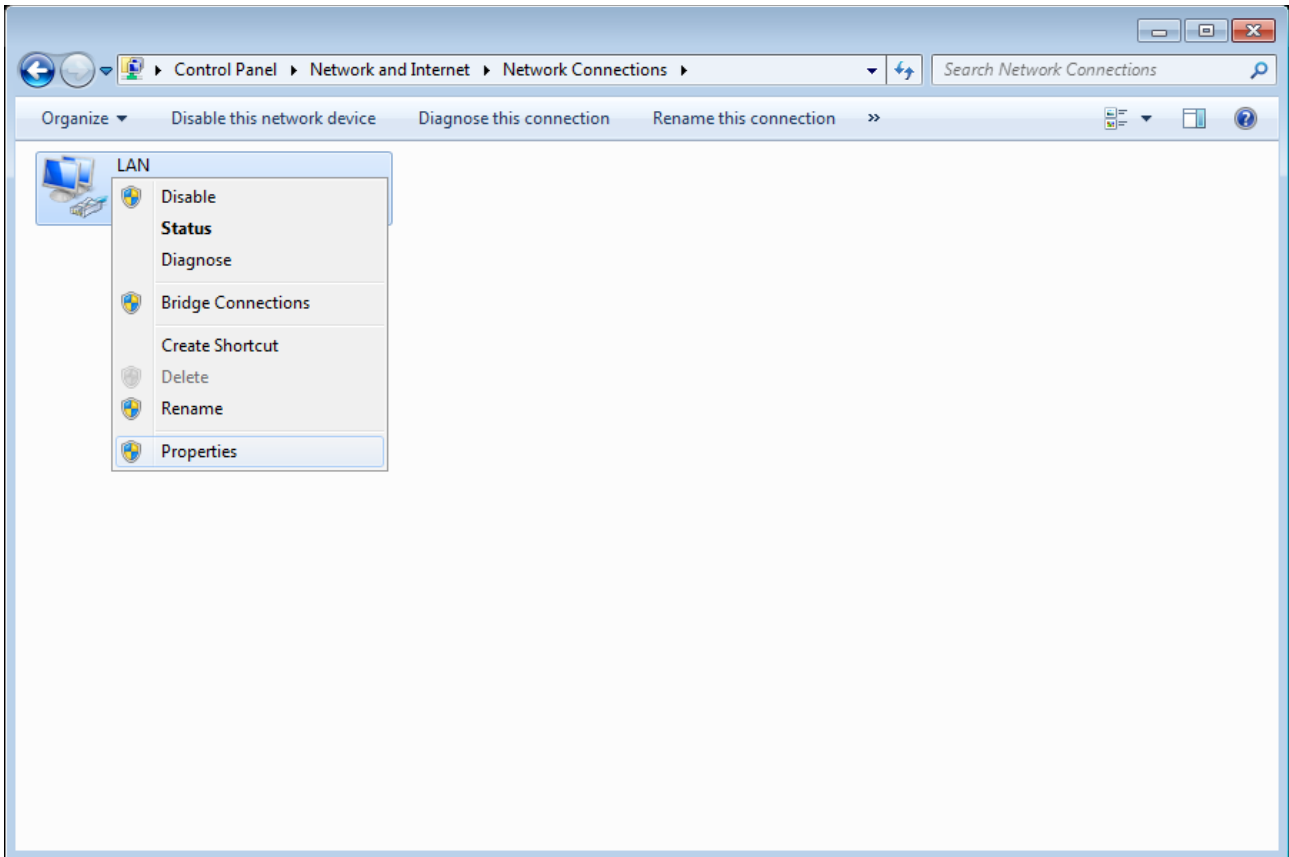 Control Panel Network and Internet Network Connections Search Network Connections
Organize Disable this network device Diagnose this connection Rename this connection »
LAN
Disable
Status
Diagnose
Bridge Connections
Create Shortcut
Delete
Rename
Properties